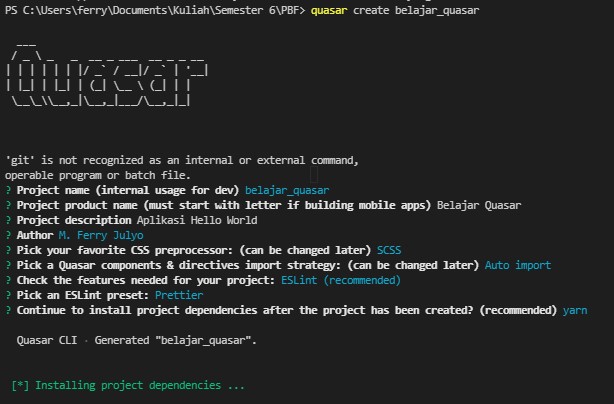 PS C:\Users\ferry\Documents\Kuliah\Semester 6\PBF> quasar create belajar_quasar
Quasar
'git' is not recognized as an internal or external command,
operable program or batch file.
? Project name (internal usage for dev) belajar_quasar
? Project product name (must start with letter if building mobile apps) Belajar Quasar
? Project description Aplikasi Hello World
? Author M. Ferry Julyo
? Pick your favorite CSS preprocessor: (can be changed later) SCSS
? Pick a Quasar components & directives import strategy: (can be changed later) Auto import
? Check the features needed for your project: ESLint (recommended)
? Pick an ESLint preset: Prettier
? Continue to install project dependencies after the project has been created? (recommended) yarn
Quasar CLI · Generated "belajar_quasar".
[*] Installing project dependencies ...